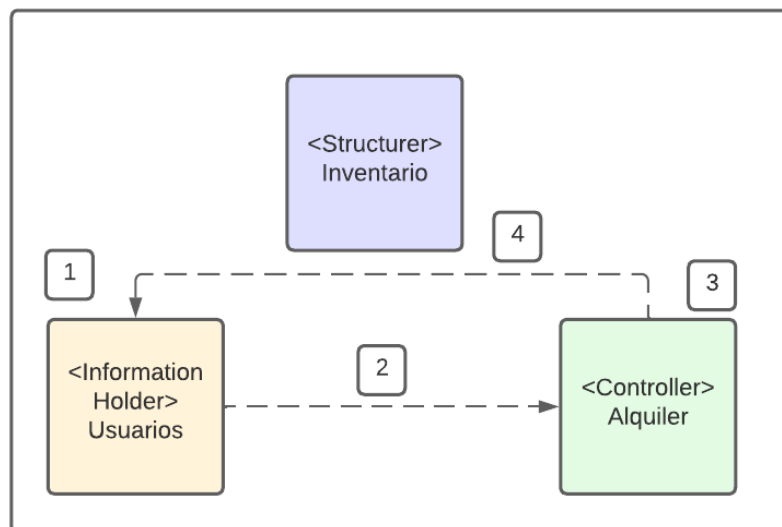 <Structurer>
Inventario
4
1
3
2
<Information
Holder>
Usuarios
<Controller>
Alquiler